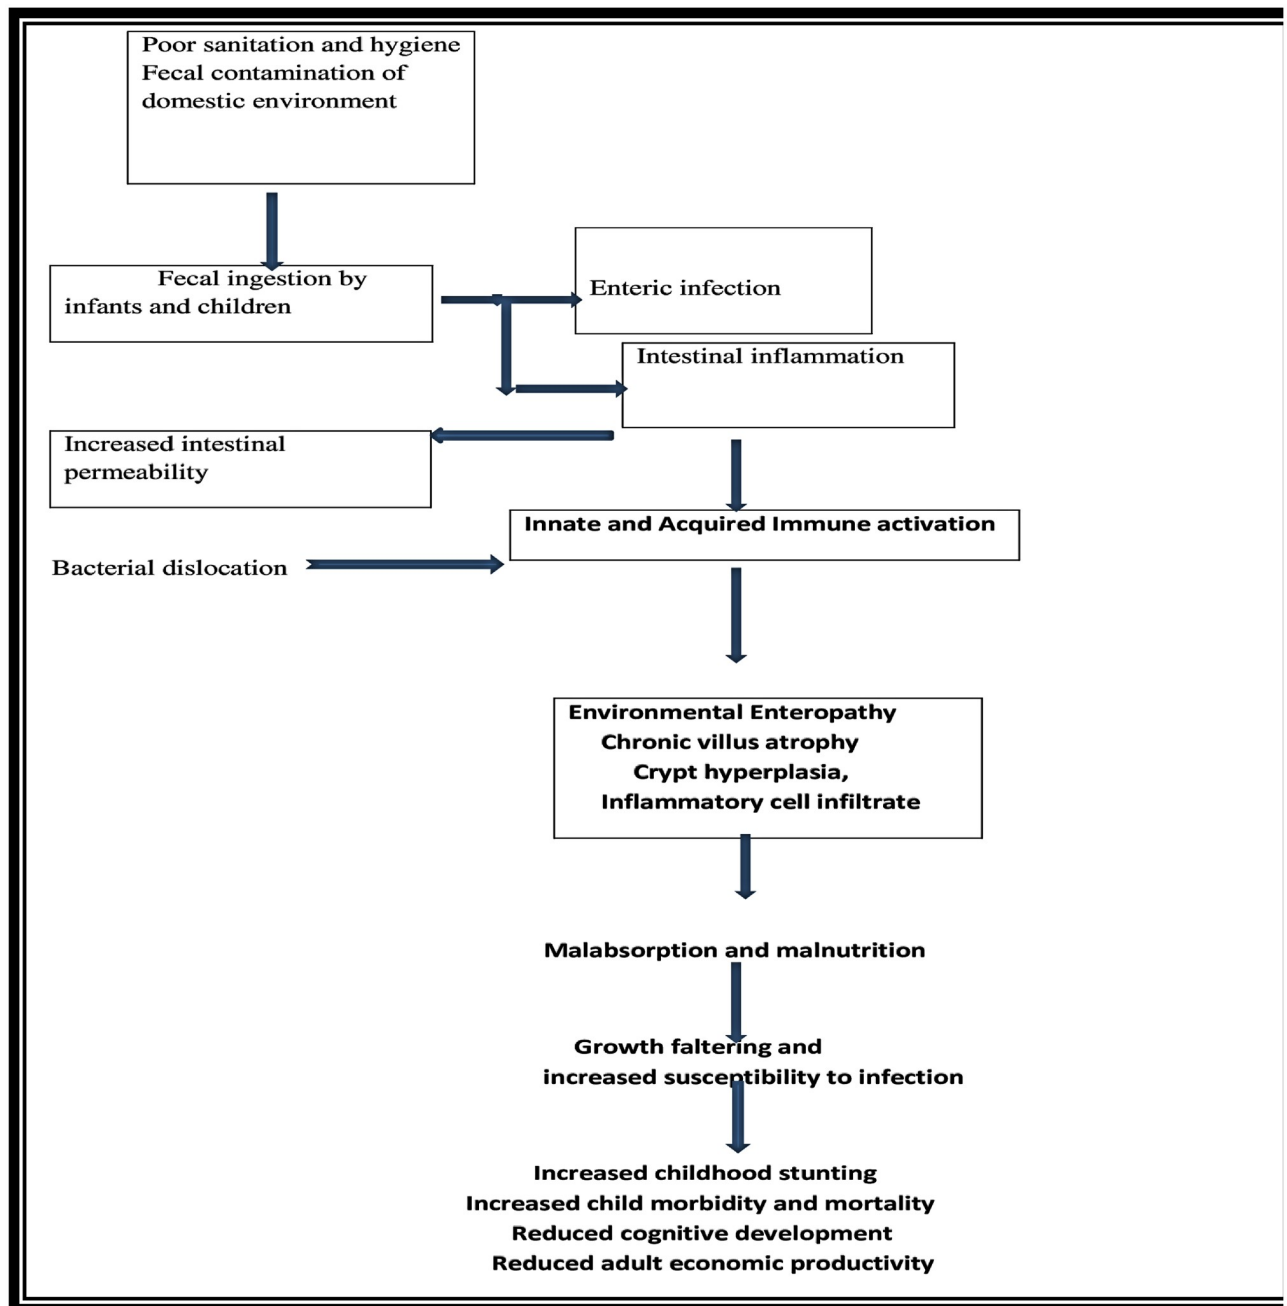 Poor sanitation and hygiene
Fecal contamination of
domestic environment
Fecal ingestion by
infants and children
Enteric infection
Intestinal inflammation
Increased intestinal
permeability
Innate and Acquired Immune activation
Bacterial dislocation
Environmental Enteropathy
Chronic villus atrophy
Crypt hyperplasia,
Inflammatory cell infiltrate
Malabsorption and malnutrition
Growth faltering and
increased susceptibility to infection
Increased childhood stunting
Increased child morbidity and mortality
Reduced cognitive development
Reduced adult economic productivity